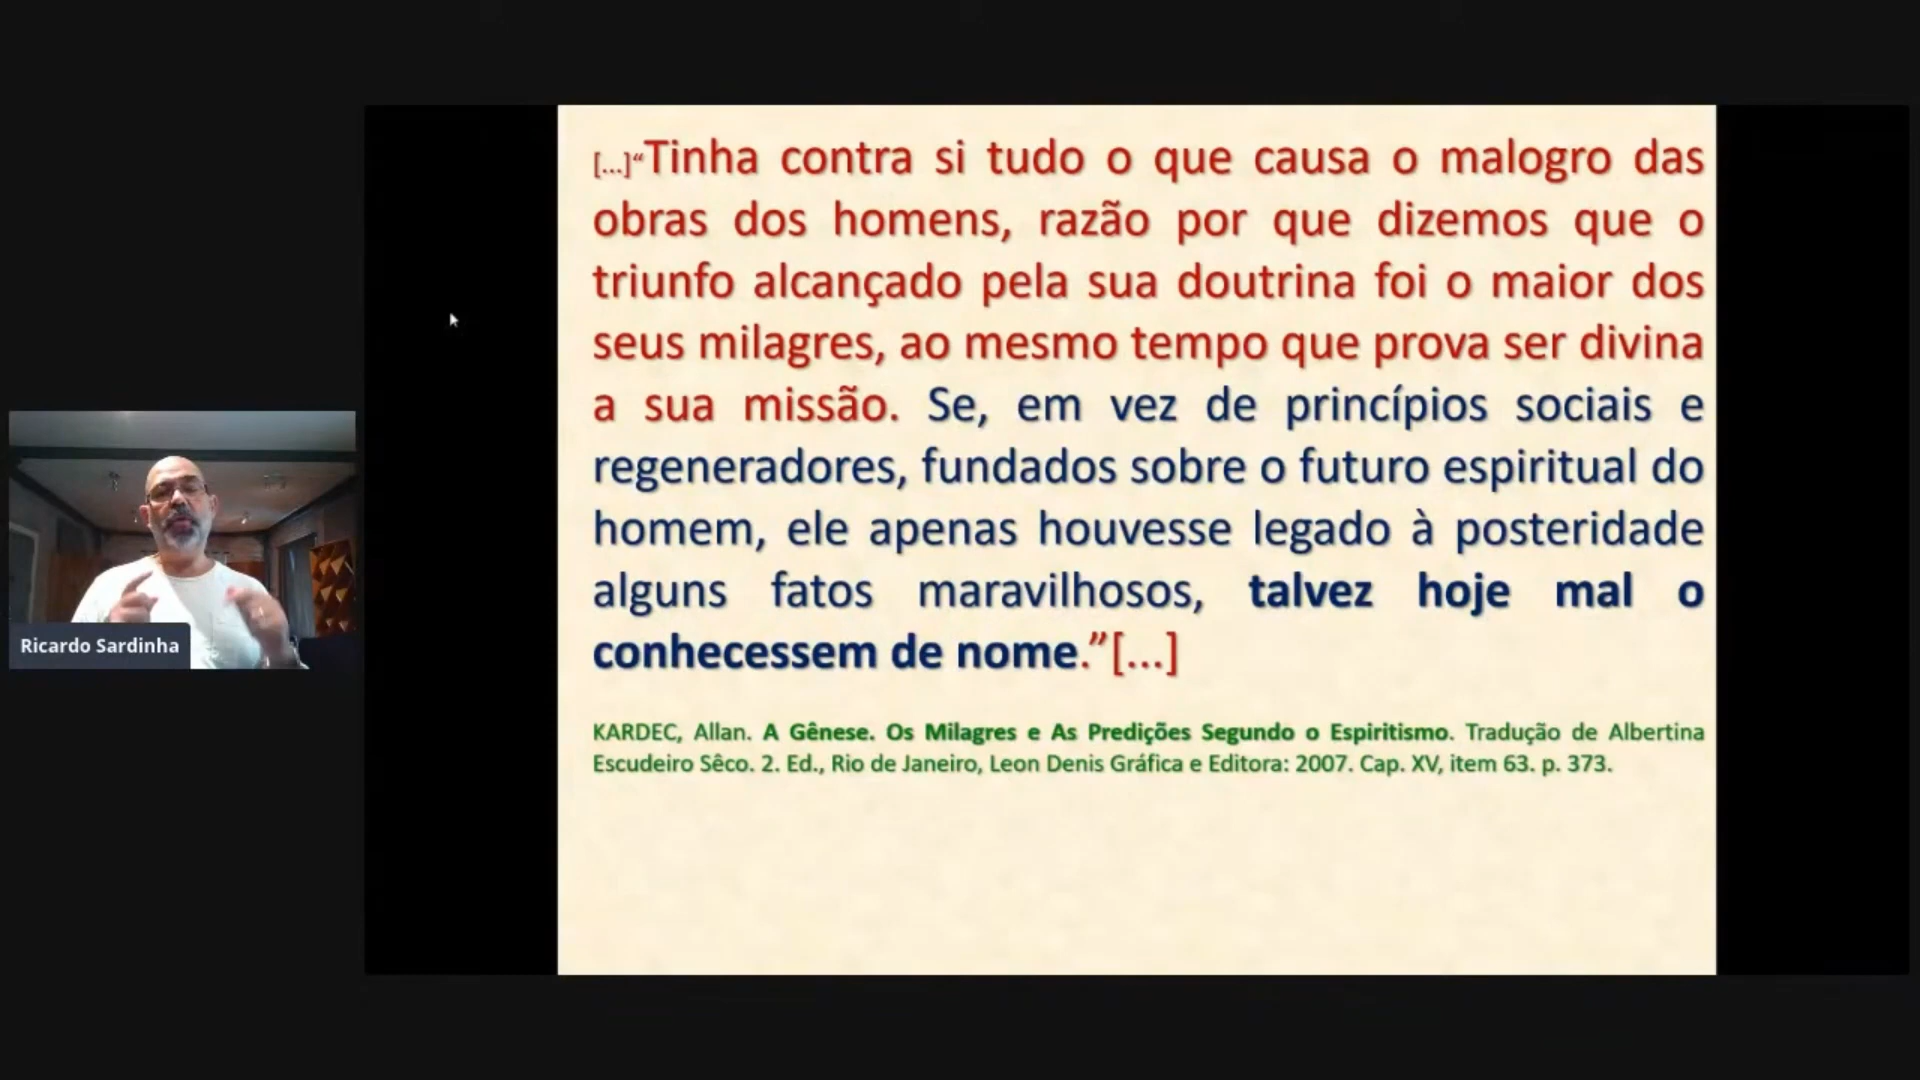 [...]“Tinha contra si tudo o que causa o malogro das
obras dos homens, razão por que dizemos que o
triunfo alcançado pela sua doutrina foi o maior dos
seus milagres, ao mesmo tempo que prova ser divina
a sua missão. Se, em vez de princípios sociais e
regeneradores, fundados sobre o futuro espiritual do
homem, ele apenas houvesse legado à posteridade
alguns fatos maravilhosos, talvez hoje mal o
conhecessem de nome.”[...]
KARDEC, Allan. A Gênese. Os Milagres e As Predições Segundo o Espiritismo. Tradução de Albertina
Escudeiro Sêco. 2. Ed., Rio de Janeiro, Leon Denis Gráfica e Editora: 2007. Cap. XV, item 63. p. 373.
Ricardo Sardinha